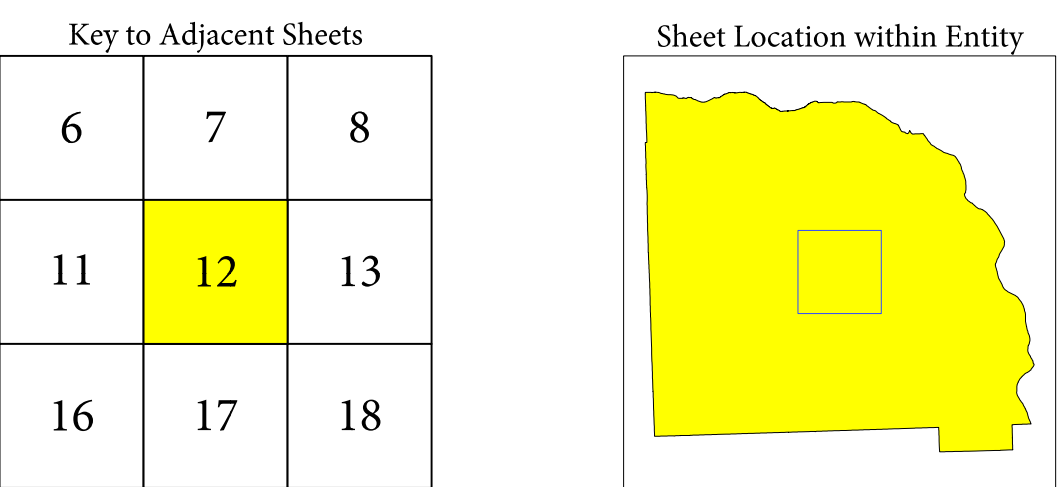 Key to Adjacent Sheets
Sheet Location within Entity
6 7 8
11 12 13
16 17 18